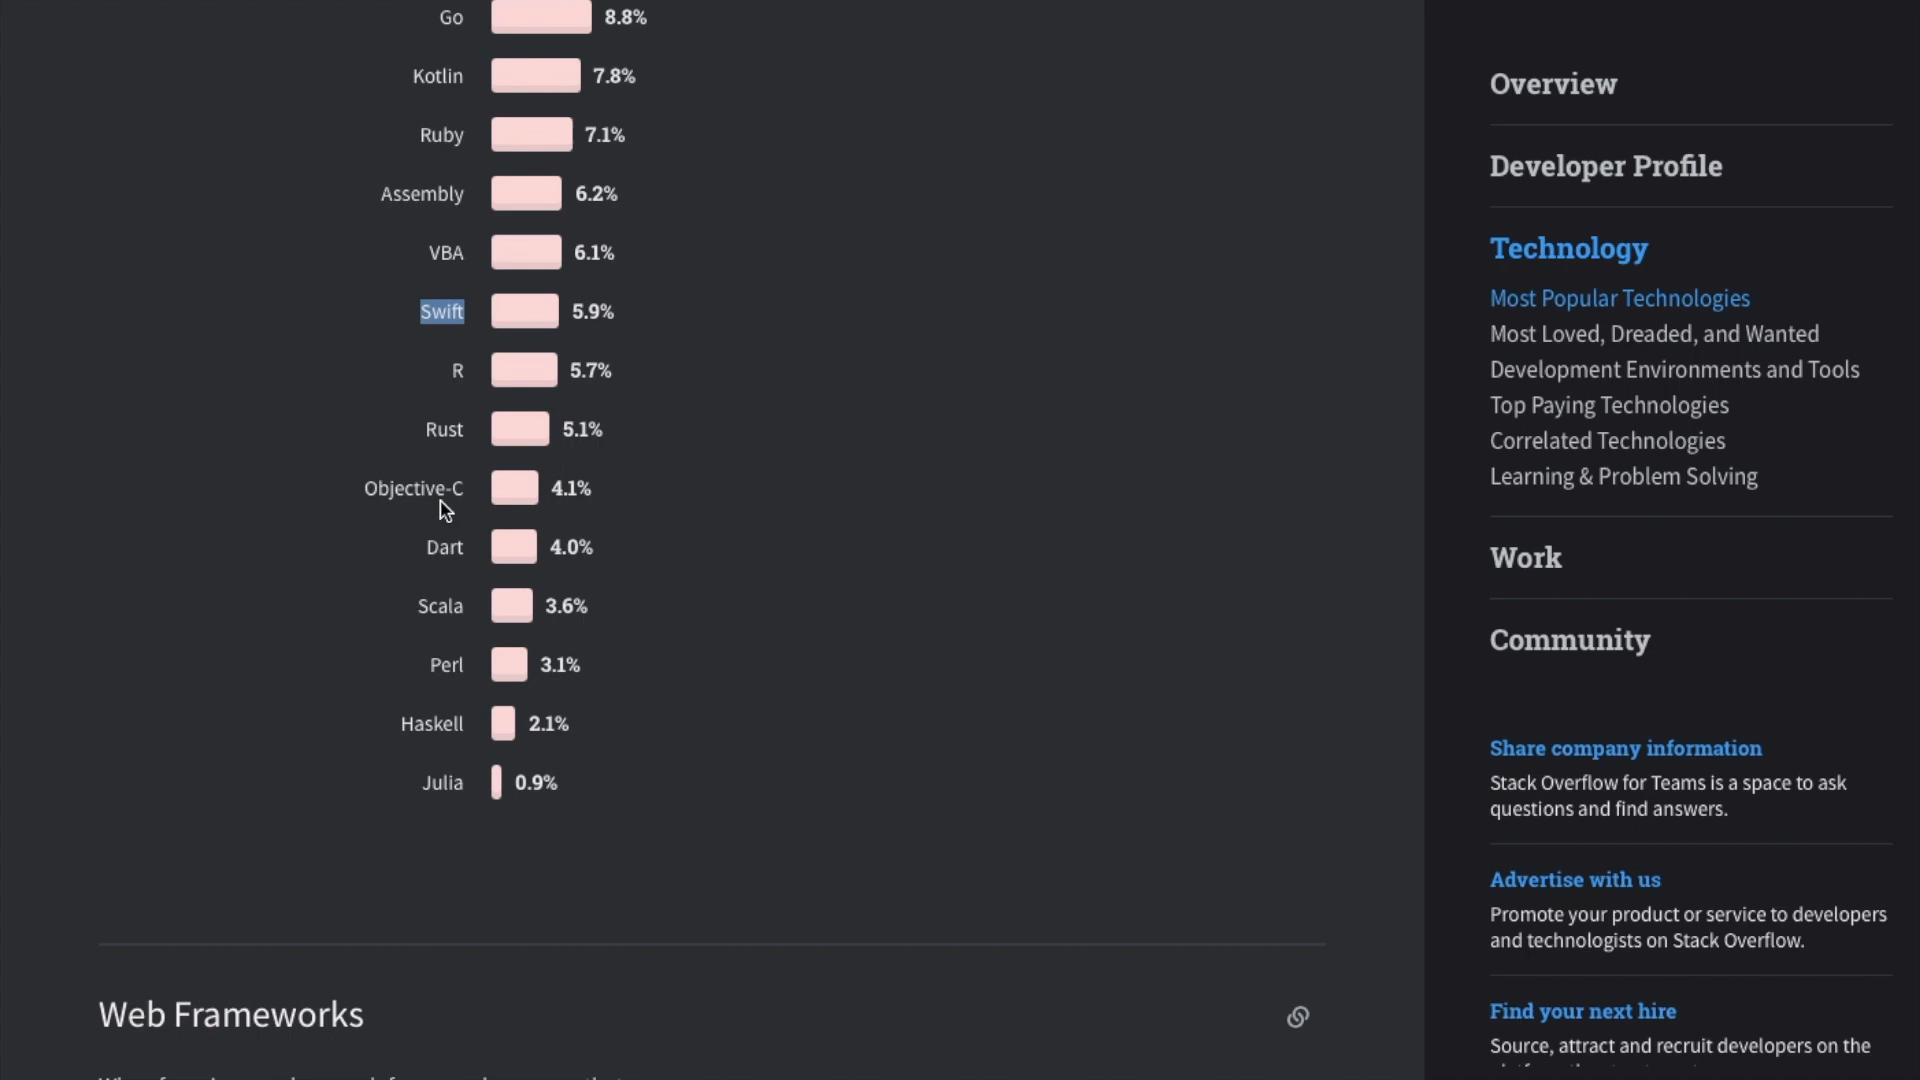 Go 8.8%
Kotlin 7.8%
Ruby 7.1%
Assembly 6.2%
VBA 6.1%
Swift 5.9%
R 5.7%
Rust 5.1%
Objective-C 4.1%
Dart 4.0%
Scala 3.6%
Perl 3.1%
Haskell 2.1%
Julia 0.9%
Web Frameworks
Overview
Developer Profile
Technology
Most Popular Technologies
Most Loved, Dreaded, and Wanted
Development Environments and Tools
Top Paying Technologies
Correlated Technologies
Learning & Problem Solving
Work
Community
Share company information
Stack Overflow for Teams is a space to ask
questions and find answers.
Advertise with us
Promote your product or service to developers
and technologists on Stack Overflow.
Find your next hire
Source, attract and recruit developers on the